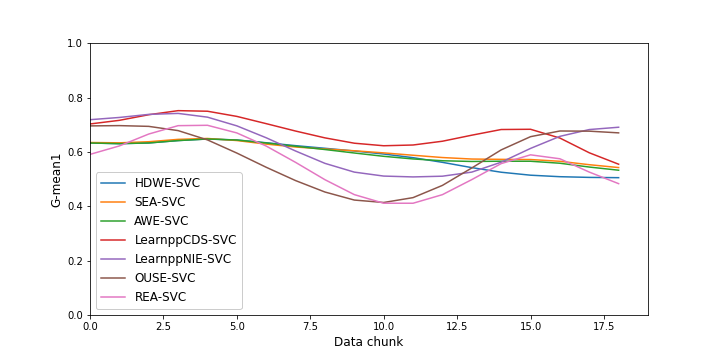 1.0
0.8
0.6
0.4
0.2
0.0
G-mean1
HDWE-SVC
SEA-SVC
AWE-SVC
LearnppCDS-SVC
LearnppNIE-SVC
OUSE-SVC
REA-SVC
0.0 2.5 5.0 7.5 10.0 12.5 15.0 17.5
Data chunk